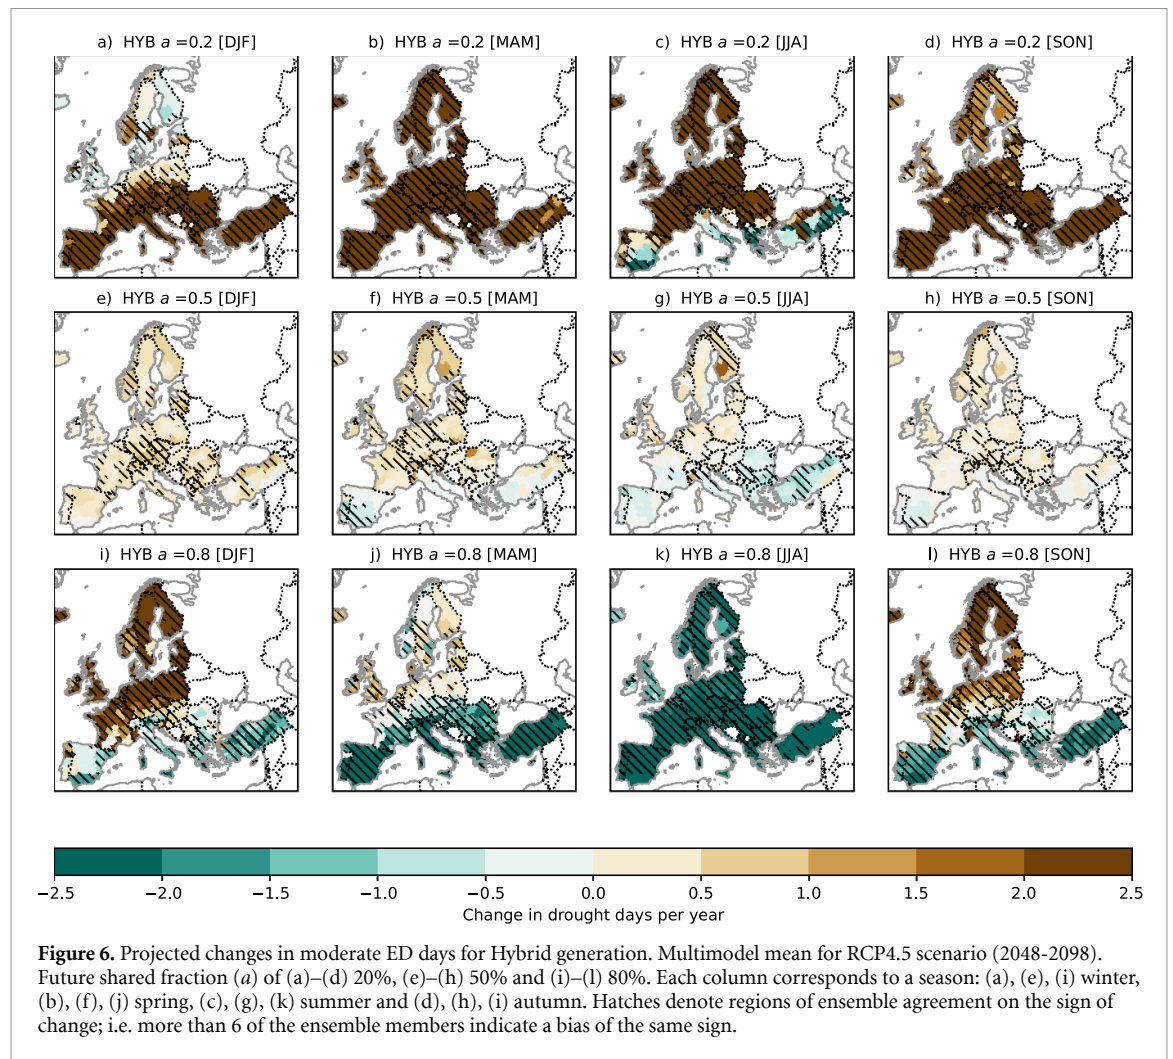 a) HYB a =0.2 [DJF]
b) HYB a =0.2 [MAM]
c) HYB a =0.2 [JJA]
d) HYB a =0.2 [SON]
e) HYB a =0.5 [DJF]
f) HYB a =0.5 [MAM]
g) HYB a =0.5 [JJA]
h) HYB a =0.5 [SON]
i) HYB a =0.8 [DJF]
j) HYB a =0.8 [MAM]
k) HYB a =0.8 [JJA]
l) HYB a =0.8 [SON]
−2.5 −2.0 −1.5 −1.0 −0.5 0.0 0.5 1.0 1.5 2.0 2.5
Change in drought days per year
Figure 6. Projected changes in moderate ED days for Hybrid generation. Multimodel mean for RCP4.5 scenario (2048-2098).
Future shared fraction (a) of (a)–(d) 20%, (e)–(h) 50% and (i)–(l) 80%. Each column corresponds to a season: (a), (e), (i) winter,
(b), (f), (j) spring, (c), (g), (k) summer and (d), (h), (i) autumn. Hatches denote regions of ensemble agreement on the sign of
change; i.e. more than 6 of the ensemble members indicate a bias of the same sign.